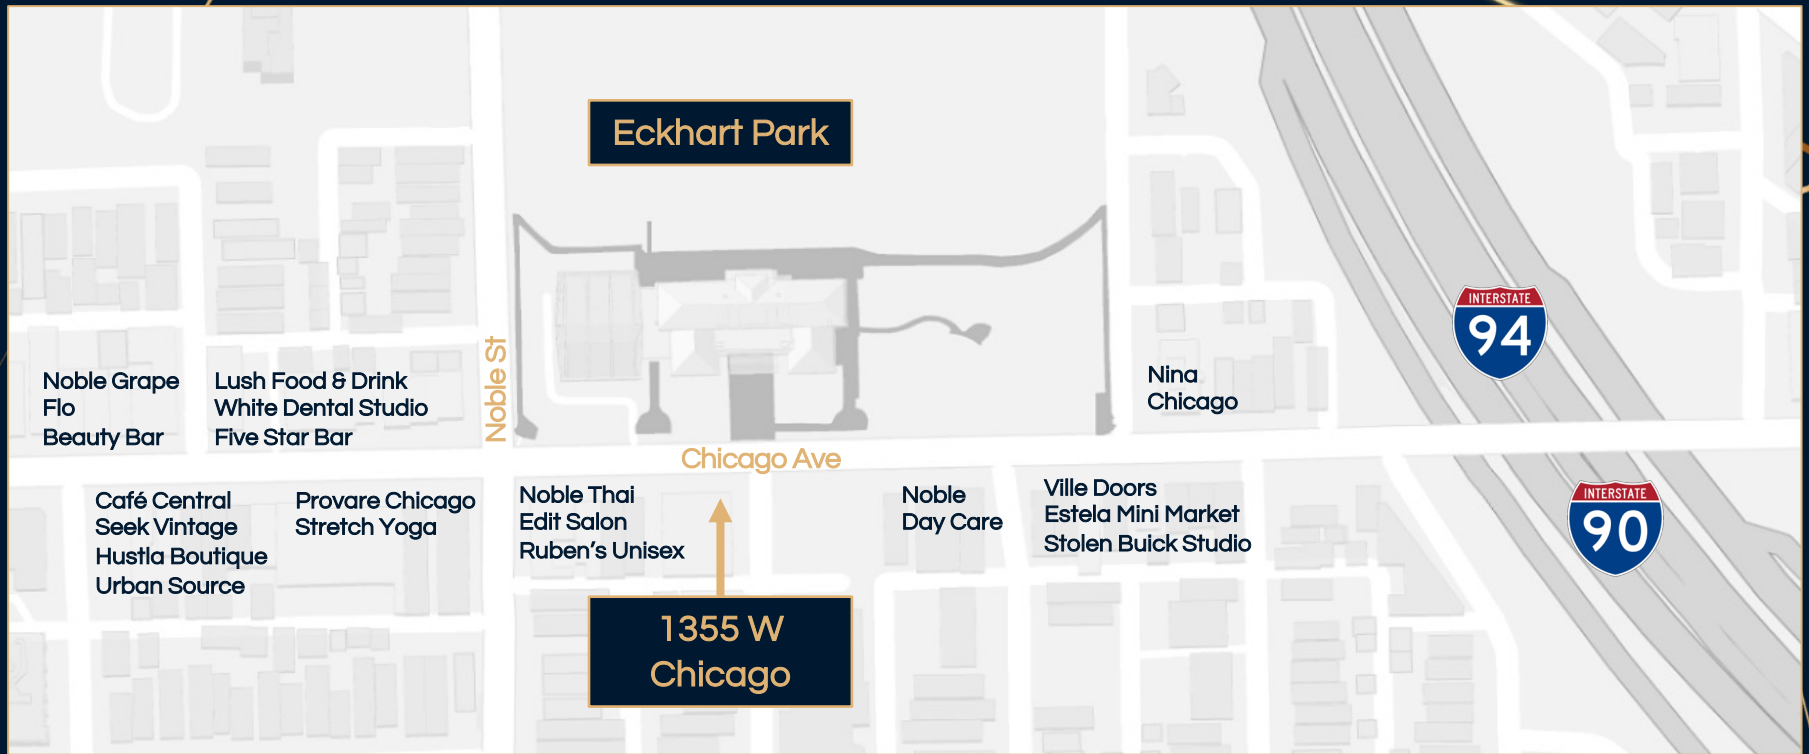 Eckhart Park
INTERSTATE
94
Noble St
Noble Grape
Flo
Beauty Bar
Lush Food & Drink
White Dental Studio
Five Star Bar
Nina
Chicago
Chicago Ave
Café Central
Seek Vintage
Hustla Boutique
Urban Source
Provare Chicago
Stretch Yoga
Noble Thai
Edit Salon
Ruben’s Unisex
Noble
Day Care
Ville Doors
Estela Mini Market
Stolen Buick Studio
INTERSTATE
90
1355 W
Chicago